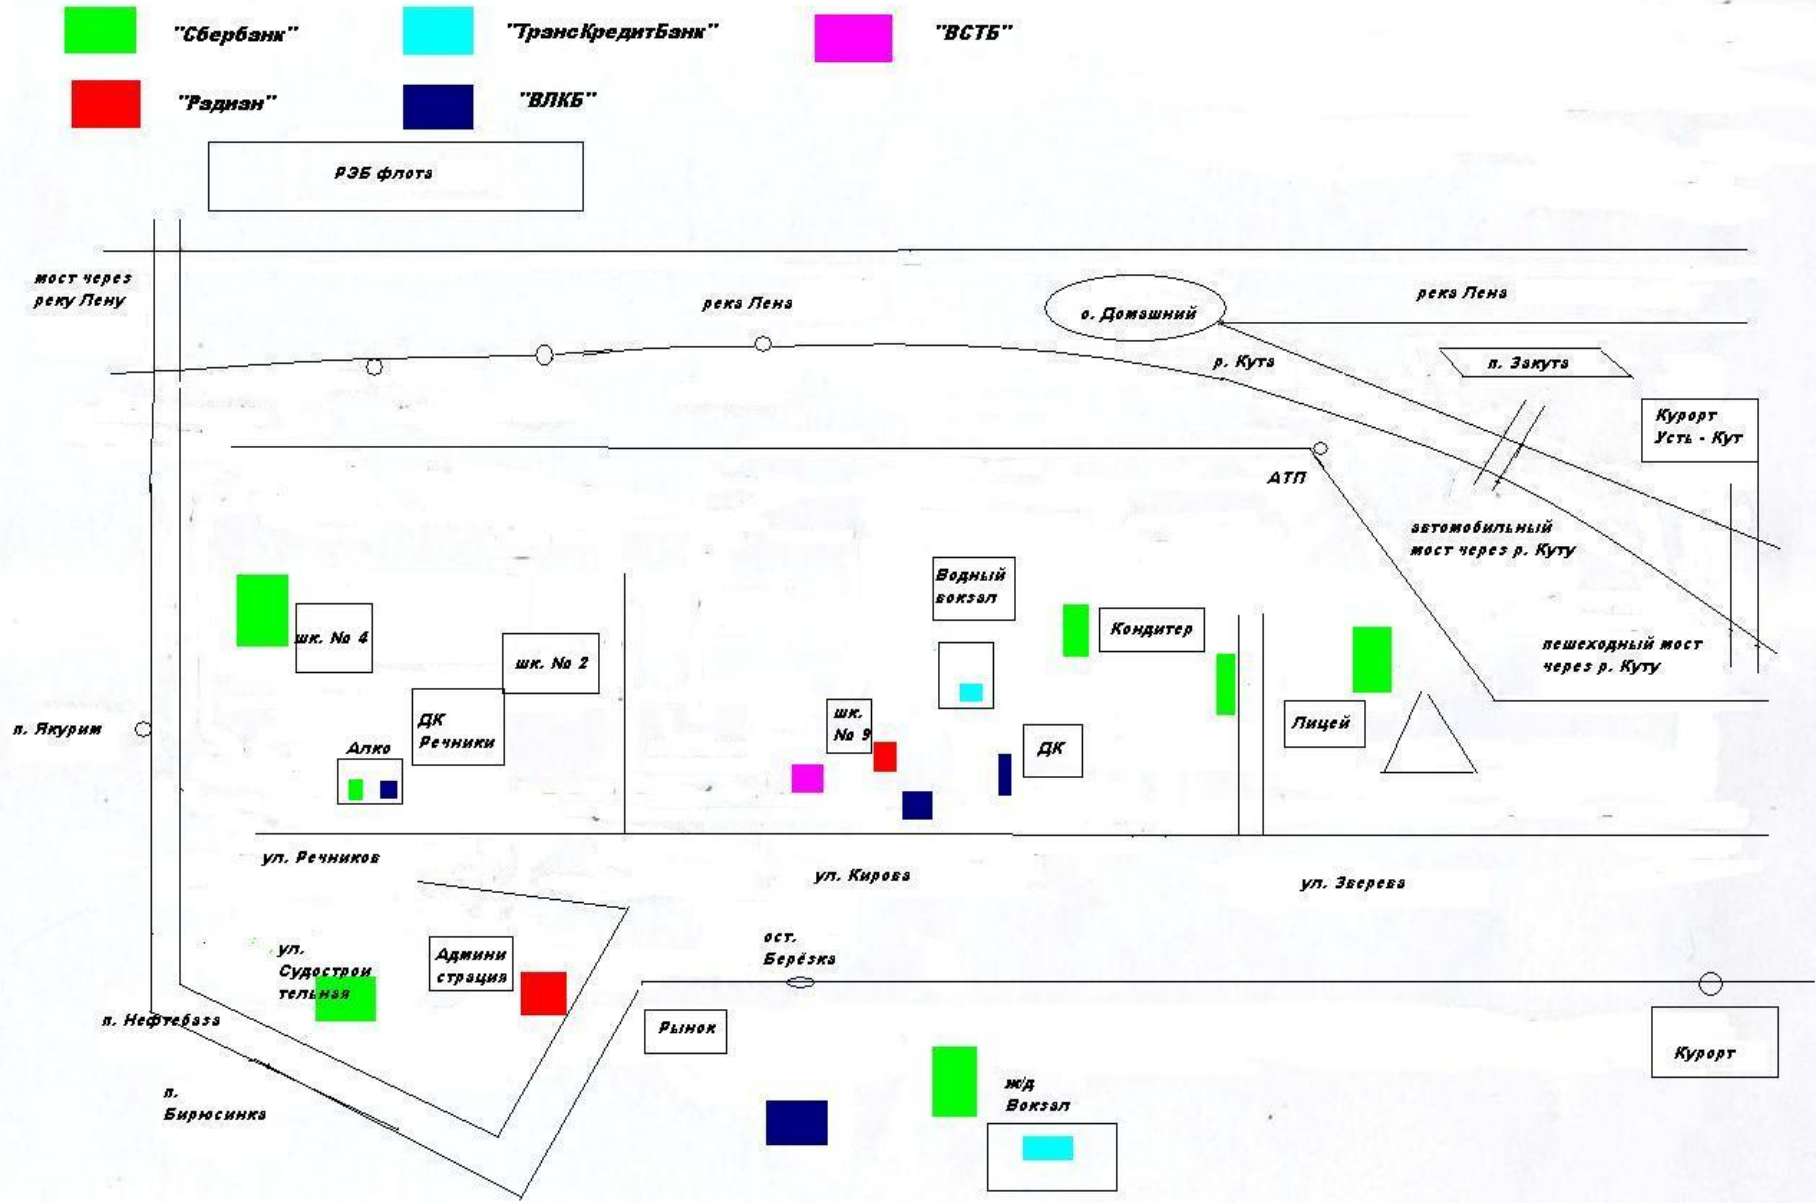 "Сбербанк"
"ТрансКредитБанк"
"ВСТБ"
"Радиан"
"ВЛКБ"
РЭБ флота
мост через
реку Лену
река Лена
о. Домашний
река Лена
р. Кута
п. Закута
Курорт
Усть - Кут
АТП
автомобильный
мост через р. Куту
Водный
вокзал
шк. № 4
шк. № 2
Кондитер
пешеходный мост
через р. Куту
п. Якурим
ДК
Речники
Алко
шк.
№ 9
ДК
Лицей
ул. Речников
ул. Кирова
ул. Зверева
ул.
Судострои
тельная
Админи
страция
ост.
Берёзка
п. Нефтебаза
Рынок
Курорт
п.
Бирюсинка
ж/д
Вокзал